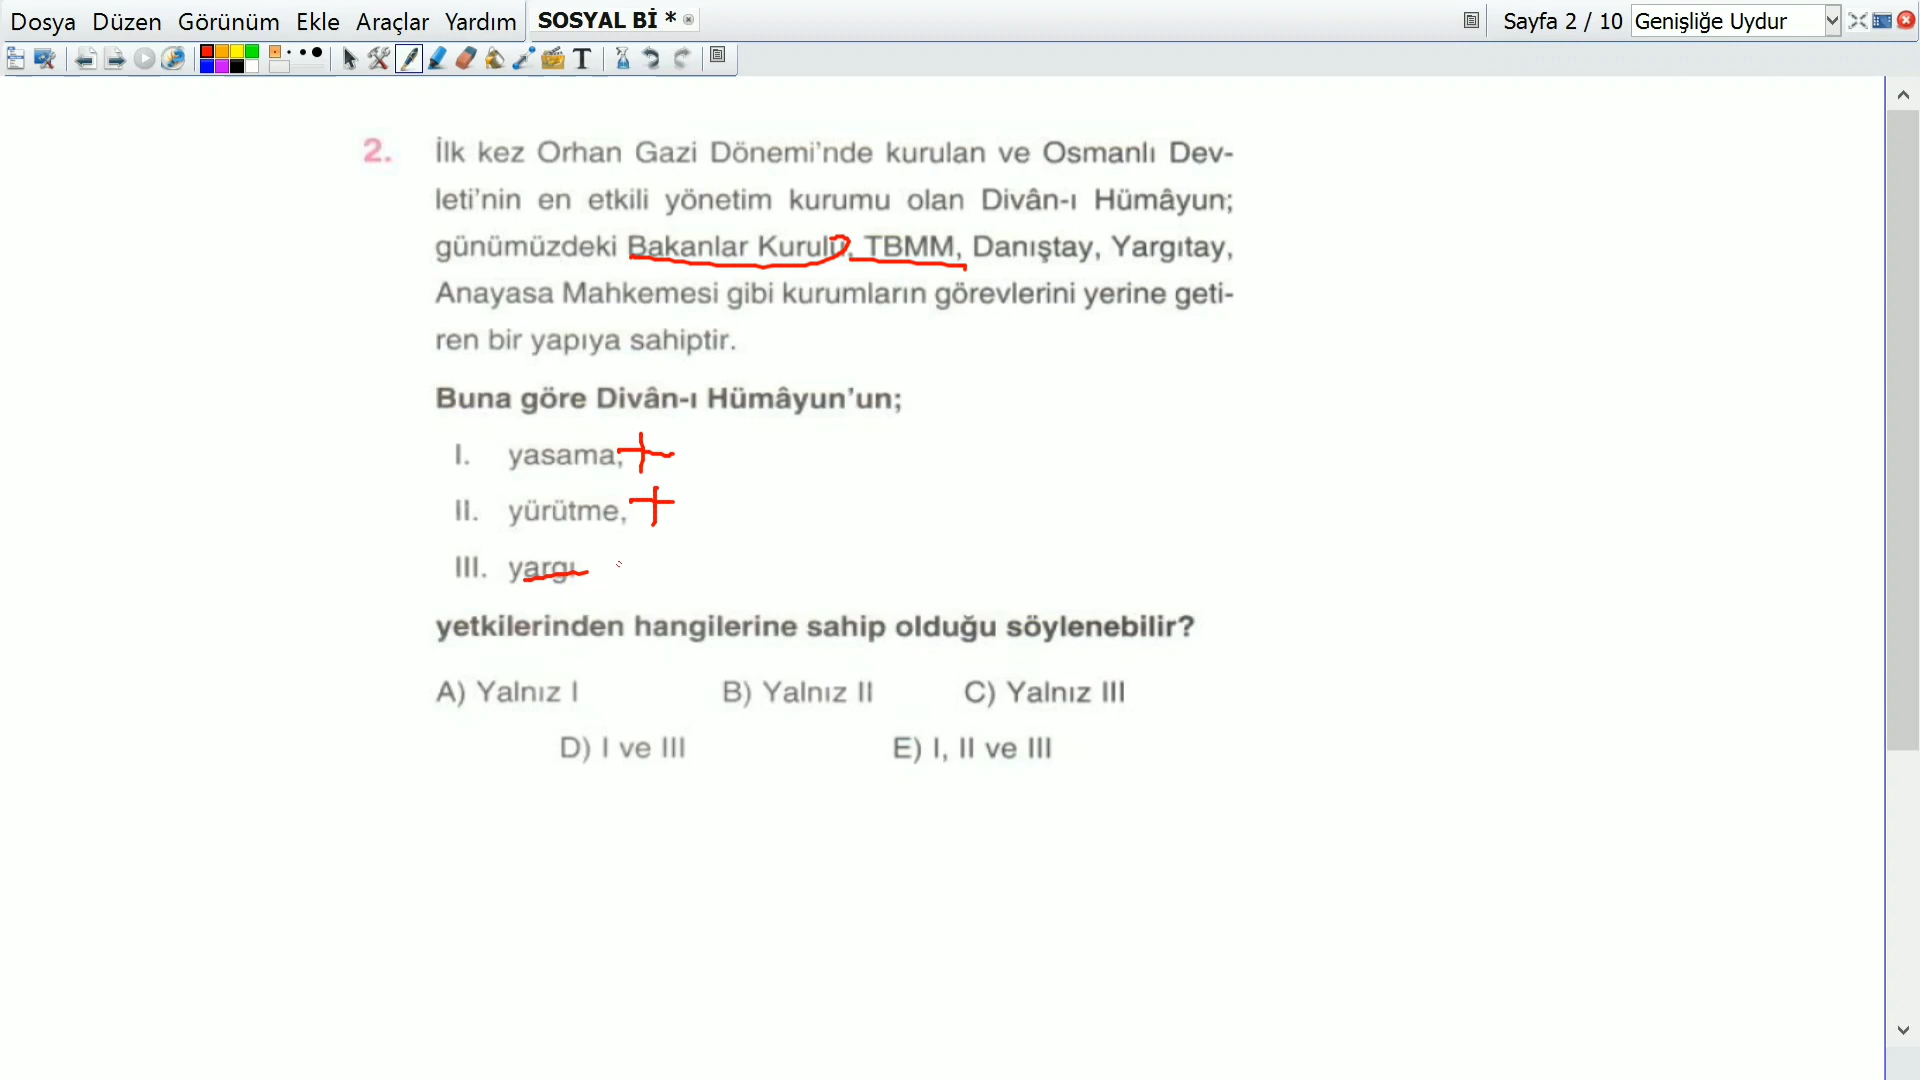 Dosya Düzen Görünüm Ekle Araçlar Yardım SOSYAL Bİ * Sayfa 2 / 10 Genişliğe Uydur
2. İlk kez Orhan Gazi Dönemi’nde kurulan ve Osmanlı Dev-
leti’nin en etkili yönetim kurumu olan Divân-ı Hümâyun;
günümüzdeki Bakanlar Kurulu, TBMM, Danıştay, Yargıtay,
Anayasa Mahkemesi gibi kurumların görevlerini yerine geti-
ren bir yapıya sahiptir.
Buna göre Divân-ı Hümâyun’un;
I. yasama, +
II. yürütme, +
III. yargı
yetkilerinden hangilerine sahip olduğu söylenebilir?
A) Yalnız I B) Yalnız II C) Yalnız III
D) I ve III E) I, II ve III